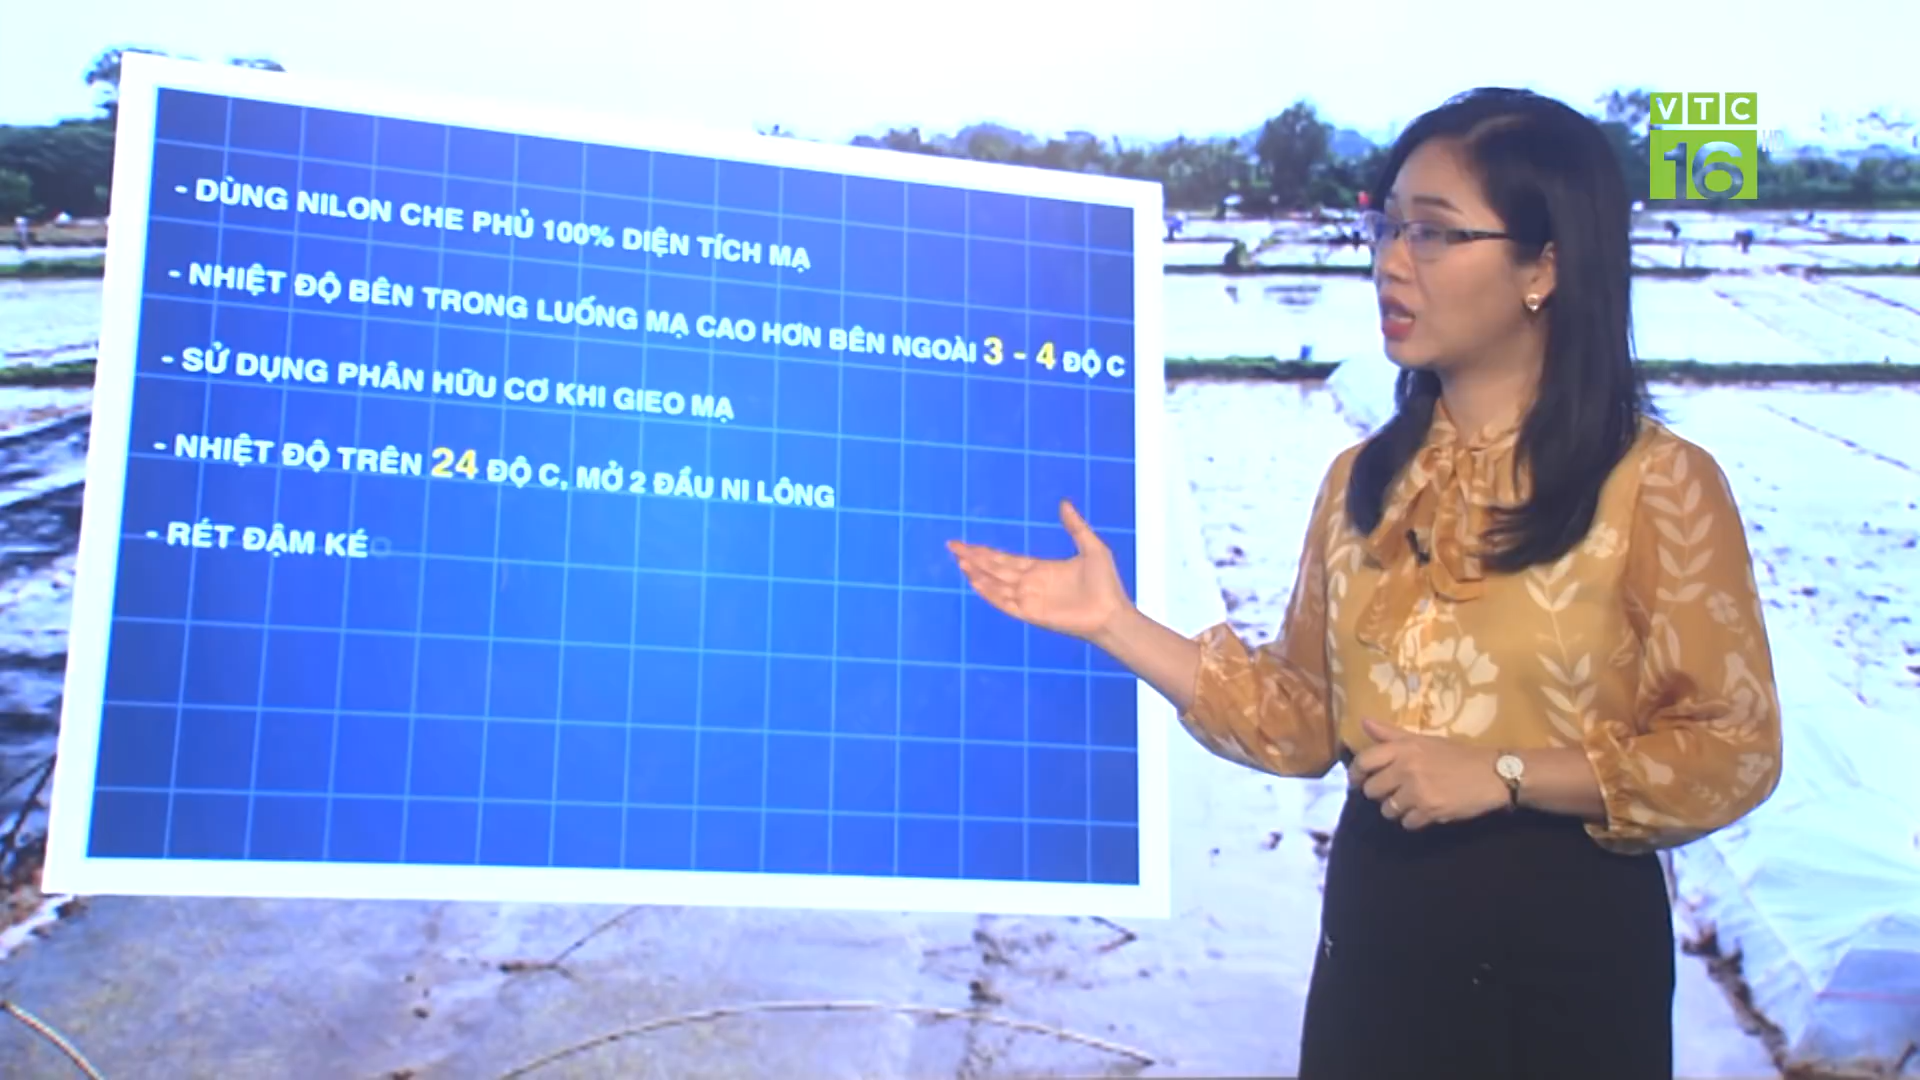 - DÙNG NILON CHE PHỦ 100% DIỆN TÍCH MẠ
- NHIỆT ĐỘ BÊN TRONG LUỐNG MẠ CAO HƠN BÊN NGOÀI 3 - 4 ĐỘ C
- SỬ DỤNG PHÂN HỮU CƠ KHI GIEO MẠ
- NHIỆT ĐỘ TRÊN 24 ĐỘ C, MỞ 2 ĐẦU NI LÔNG
- RÉT ĐẬM KÉO
VTC
16
HD